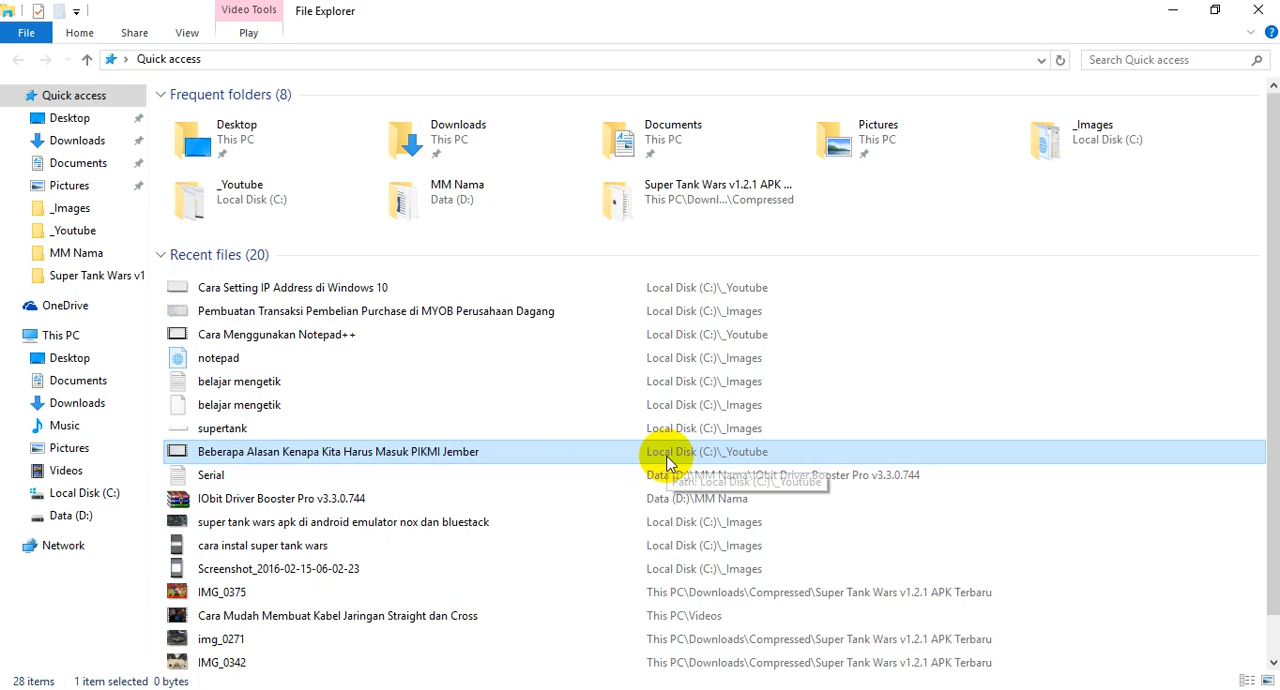 Video Tools
File Explorer
File
Home
Share
View
Play
Quick access
Search Quick access
Quick access
Desktop
Downloads
Documents
Pictures
_Images
_Youtube
MM Nama
Super Tank Wars v1
OneDrive
This PC
Desktop
Documents
Downloads
Music
Pictures
Videos
Local Disk (C:)
Data (D:)
Network
Frequent folders (8)
Desktop
This PC
Downloads
This PC
Documents
This PC
Pictures
This PC
_Images
Local Disk (C:)
_Youtube
Local Disk (C:)
MM Nama
Data (D:)
Super Tank Wars v1.2.1 APK ...
This PC\Downl...\Compressed
Recent files (20)
Cara Setting IP Address di Windows 10 Local Disk (C:)\_Youtube
Pembuatan Transaksi Pembelian Purchase di MYOB Perusahaan Dagang Local Disk (C:)\_Images
Cara Menggunakan Notepad++ Local Disk (C:)\_Youtube
notepad Local Disk (C:)\_Images
belajar mengetik Local Disk (C:)\_Images
belajar mengetik Local Disk (C:)\_Images
supertank Local Disk (C:)\_Images
Beberapa Alasan Kenapa Kita Harus Masuk PIKMI Jember Local Disk (C:)\_Youtube
Serial Data (D:)\MM Nama\IObit Driver Booster Pro v3.3.0.744
Path: Local Disk (C:)\_Youtube
IObit Driver Booster Pro v3.3.0.744 Data (D:)\MM Nama
super tank wars apk di android emulator nox dan bluestack Local Disk (C:)\_Images
cara instal super tank wars Local Disk (C:)\_Images
Screenshot_2016-02-15-06-02-23 Local Disk (C:)\_Images
IMG_0375 This PC\Downloads\Compressed\Super Tank Wars v1.2.1 APK Terbaru
Cara Mudah Membuat Kabel Jaringan Straight dan Cross This PC\Videos
img_0271 This PC\Downloads\Compressed\Super Tank Wars v1.2.1 APK Terbaru
IMG_0342 This PC\Downloads\Compressed\Super Tank Wars v1.2.1 APK Terbaru
28 items 1 item selected 0 bytes